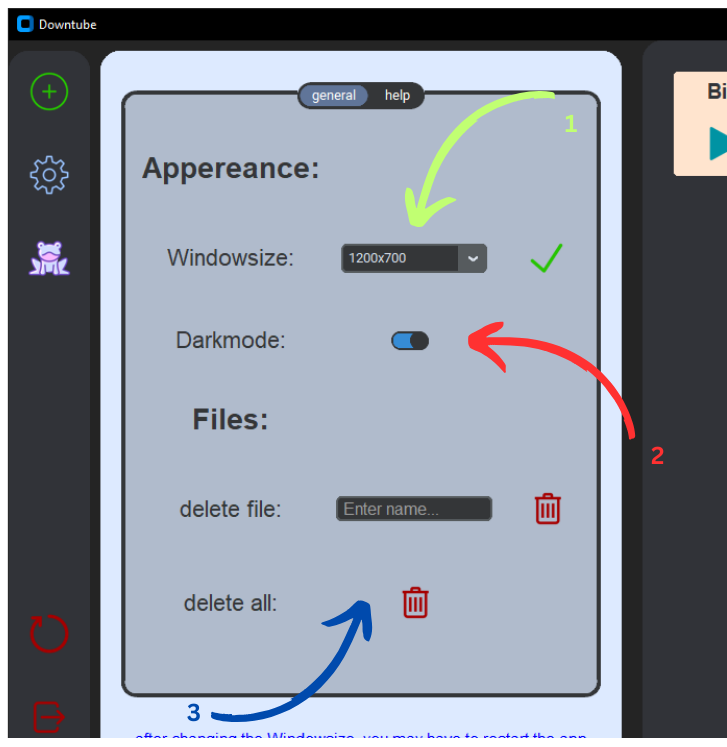 Downtube
general help
Bi
1
Appereance:
Windowsize: 1200x700
Darkmode:
2
Files:
delete file: Enter name...
delete all:
3
after changing the Windowsize, you may have to restart the app